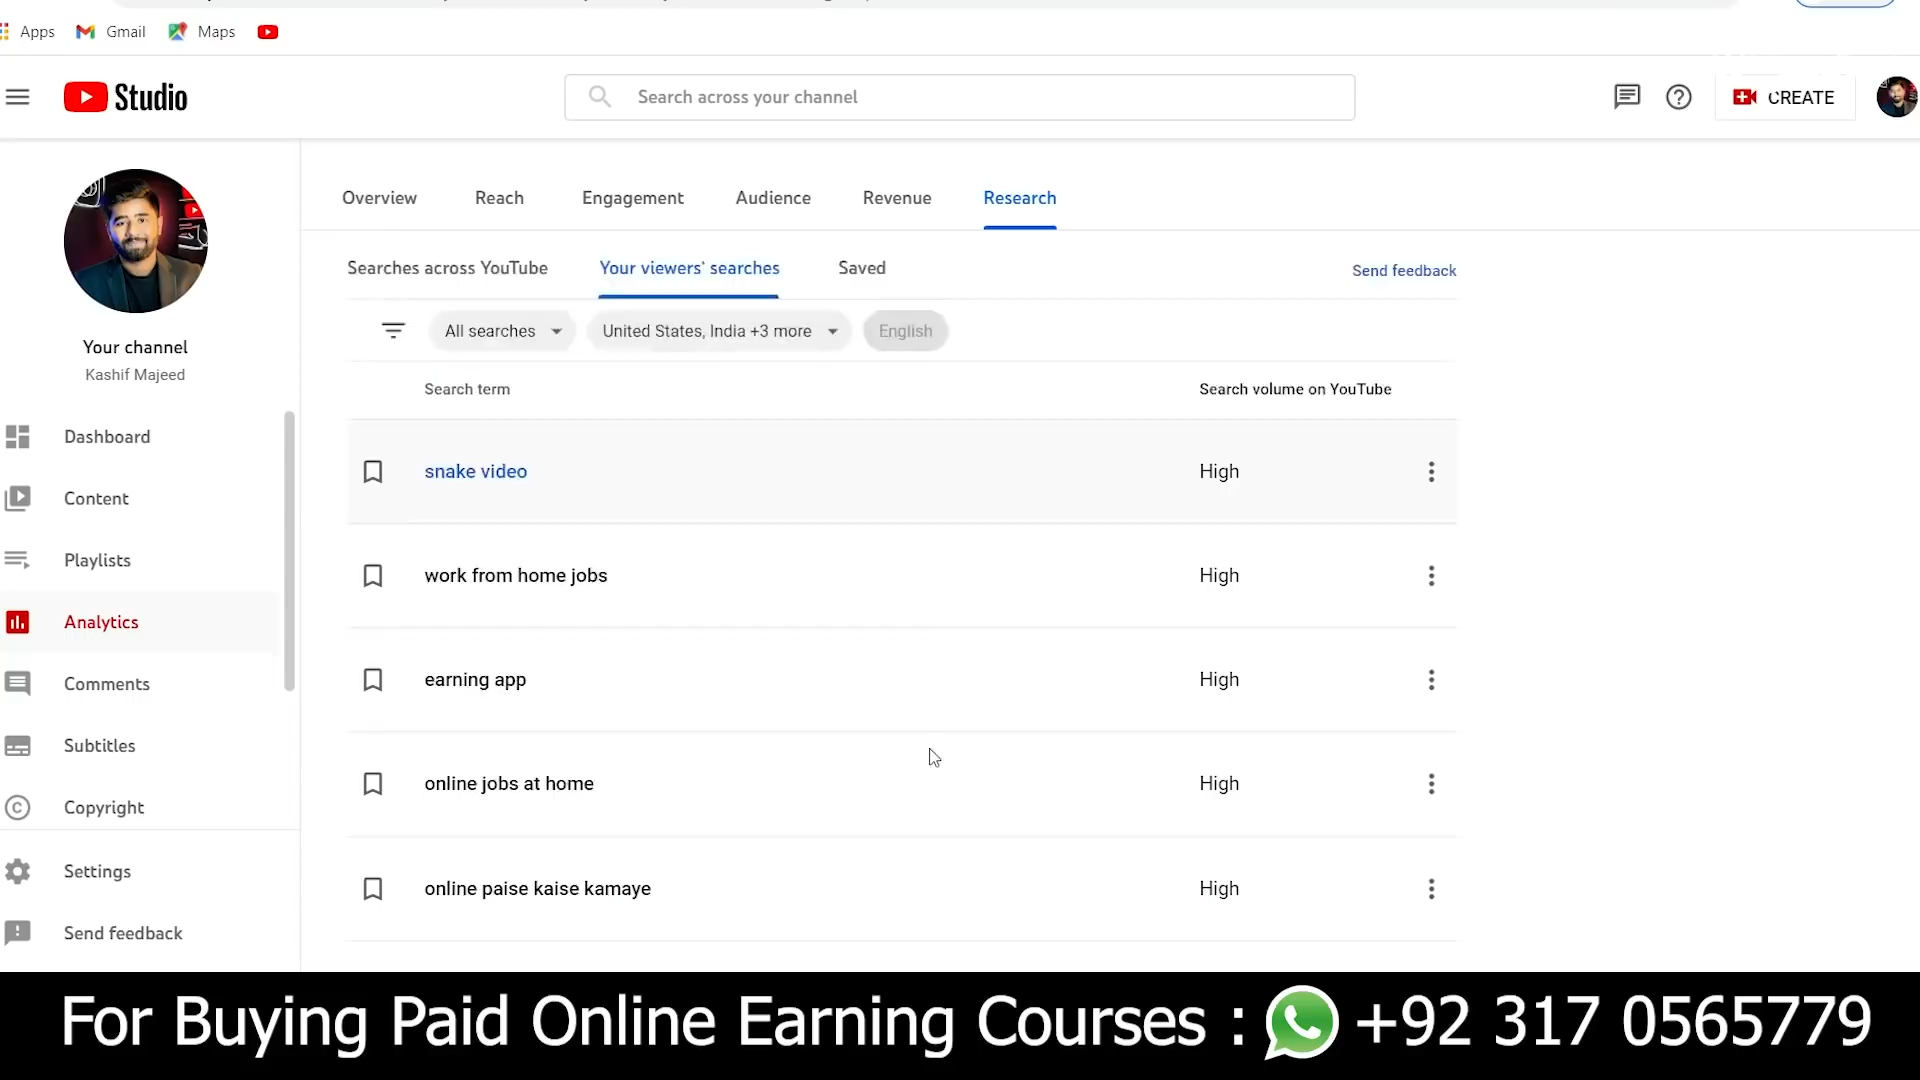 Apps Gmail Maps
Studio
Search across your channel
CREATE
Overview Reach Engagement Audience Revenue Research
Searches across YouTube Your viewers' searches Saved Send feedback
All searches United States, India +3 more English
Search term Search volume on YouTube
snake video High
work from home jobs High
earning app High
online jobs at home High
online paise kaise kamaye High
Your channel
Kashif Majeed
Dashboard
Content
Playlists
Analytics
Comments
Subtitles
Copyright
Settings
Send feedback
For Buying Paid Online Earning Courses : +92 317 0565779